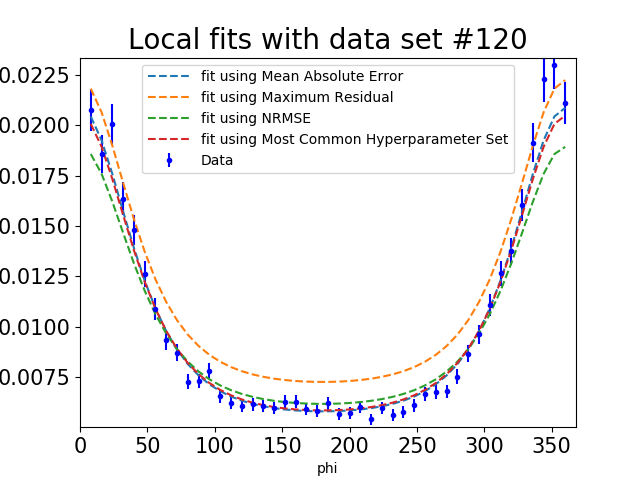 Local fits with data set #120
fit using Mean Absolute Error
fit using Maximum Residual
fit using NRMSE
fit using Most Common Hyperparameter Set
Data
0.0225
0.0200
0.0175
0.0150
0.0125
0.0100
0.0075
0 50 100 150 200 250 300 350
phi